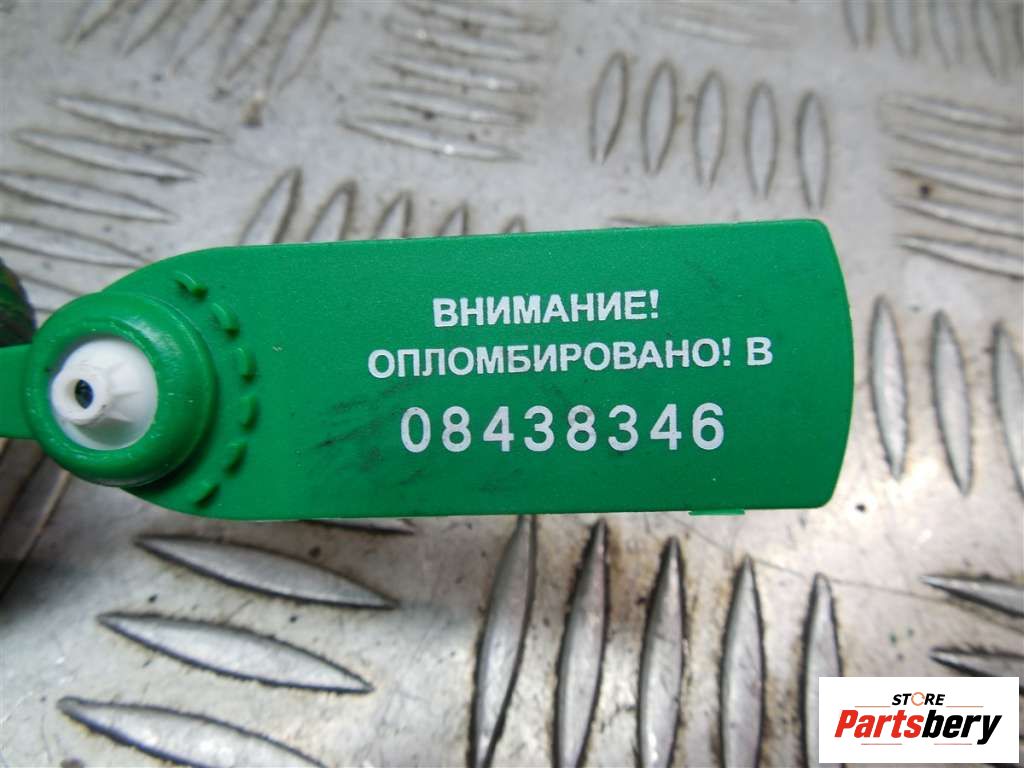 ВНИМАНИЕ!
ОПЛОМБИРОВАНО! В
08438346
STORE
Partsbery